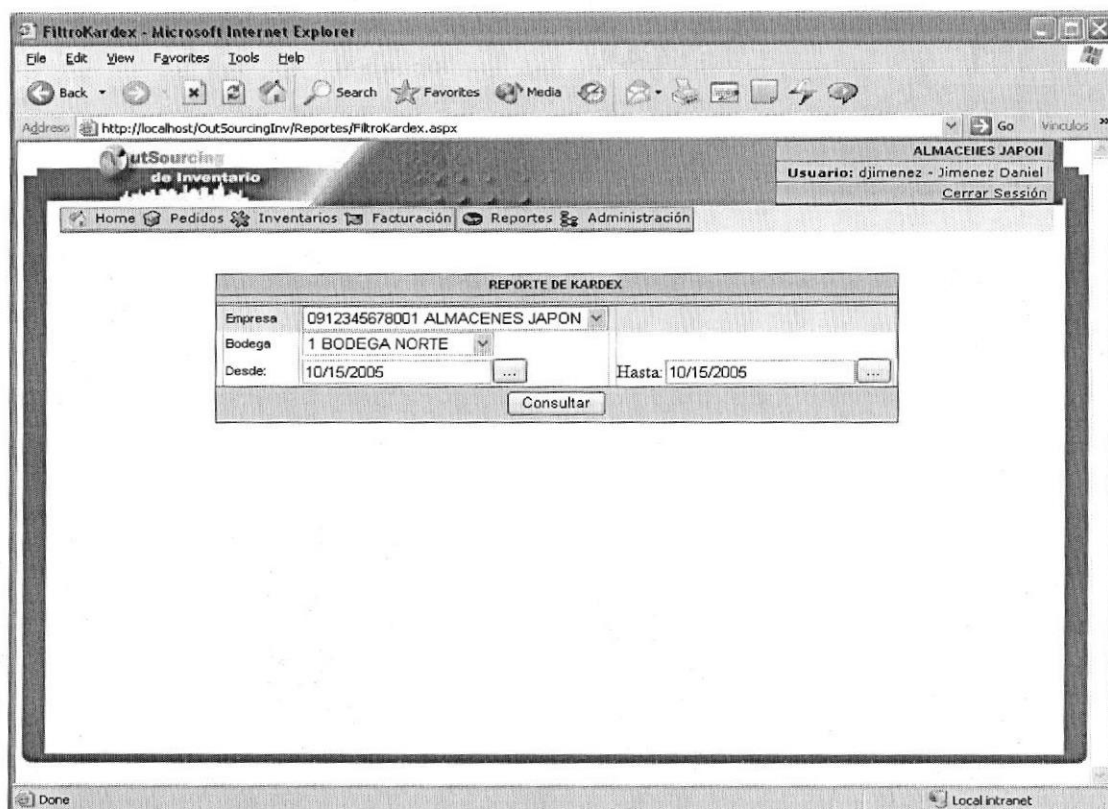 FiltroKardex - Microsoft Internet Explorer
File Edit View Favorites Tools Help
Back Search Favorites Media
Address http://localhost/OutSourcingInv/Reportes/FiltroKardex.aspx Go Vinculos »
OutSourcing
de Inventario
ALMACENES JAPON
Usuario: djimenez - Jimenez Daniel
Cerrar Sessión
Home Pedidos Inventarios Facturación Reportes Administración
REPORTE DE KARDEX
Empresa 0912345678001 ALMACENES JAPON
Bodega 1 BODEGA NORTE
Desde: 10/15/2005 ... Hasta: 10/15/2005 ...
Consultar
Done Local intranet